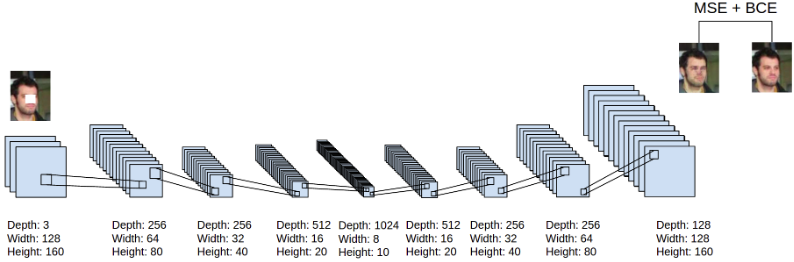 MSE + BCE
Depth: 3
Width: 128
Height: 160
Depth: 256
Width: 64
Height: 80
Depth: 256
Width: 32
Height: 40
Depth: 512
Width: 16
Height: 20
Depth: 1024
Width: 8
Height: 10
Depth: 512
Width: 16
Height: 20
Depth: 256
Width: 32
Height: 40
Depth: 256
Width: 64
Height: 80
Depth: 128
Width: 128
Height: 160